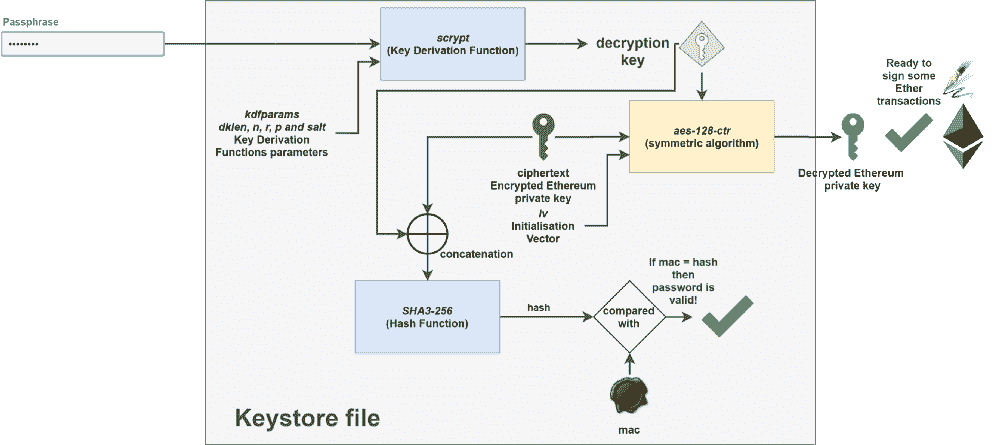 Passphrase
••••••••
scrypt
(Key Derivation Function)
decryption
key
kdfparams
dklen, n, r, p and salt
Key Derivation
Functions parameters
Ready to
sign some
Ether
transactions
aes-128-ctr
(symmetric algorithm)
ciphertext
Encrypted Ethereum
private key
Iv
Initialisation
Vector
Decrypted Ethereum
private key
concatenation
SHA3-256
(Hash Function)
hash
compared
with
If mac = hash
then
password is
valid!
mac
Keystore file